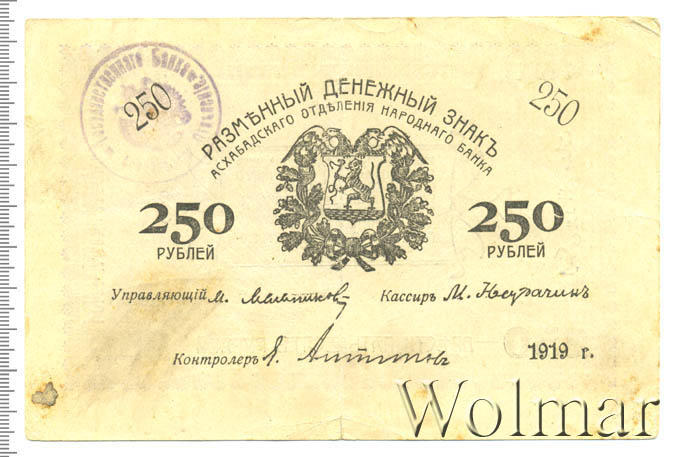 250
250
РАЗМѢННЫЙ ДЕНЕЖНЫЙ ЗНАКЪ
АСХАБАДСКАГО ОТДѢЛЕНІЯ НАРОДНАГО БАНКА
250
РУБЛЕЙ
250
РУБЛЕЙ
Управляющій М. Кассиръ М.
Контролеръ
1919 г.
Wolmar